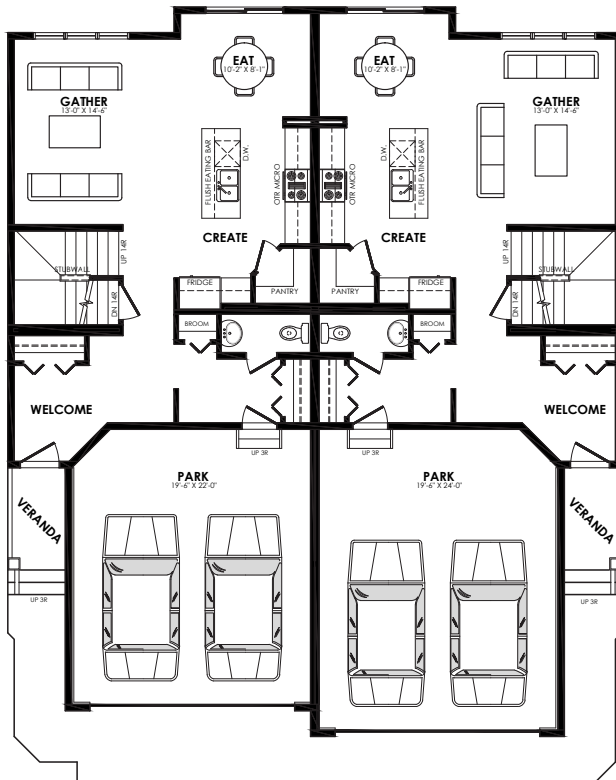 EAT
10'-2" X 8'-1"
EAT
10'-2" X 8'-1"
GATHER
13'-0" X 14'-6"
GATHER
13'-0" X 14'-6"
FLUSH EATING BAR
D.W.
OTR MICRO
OTR MICRO
D.W.
FLUSH EATING BAR
CREATE
CREATE
UP 14R
STUBWALL
DN 14R
FRIDGE
PANTRY
PANTRY
FRIDGE
UP 14R
STUBWALL
DN 14R
BROOM
BROOM
WELCOME
WELCOME
UP 3R
UP 3R
PARK
19'-6" X 22'-0"
PARK
19'-6" X 24'-0"
VERANDA
VERANDA
UP 3R
UP 3R